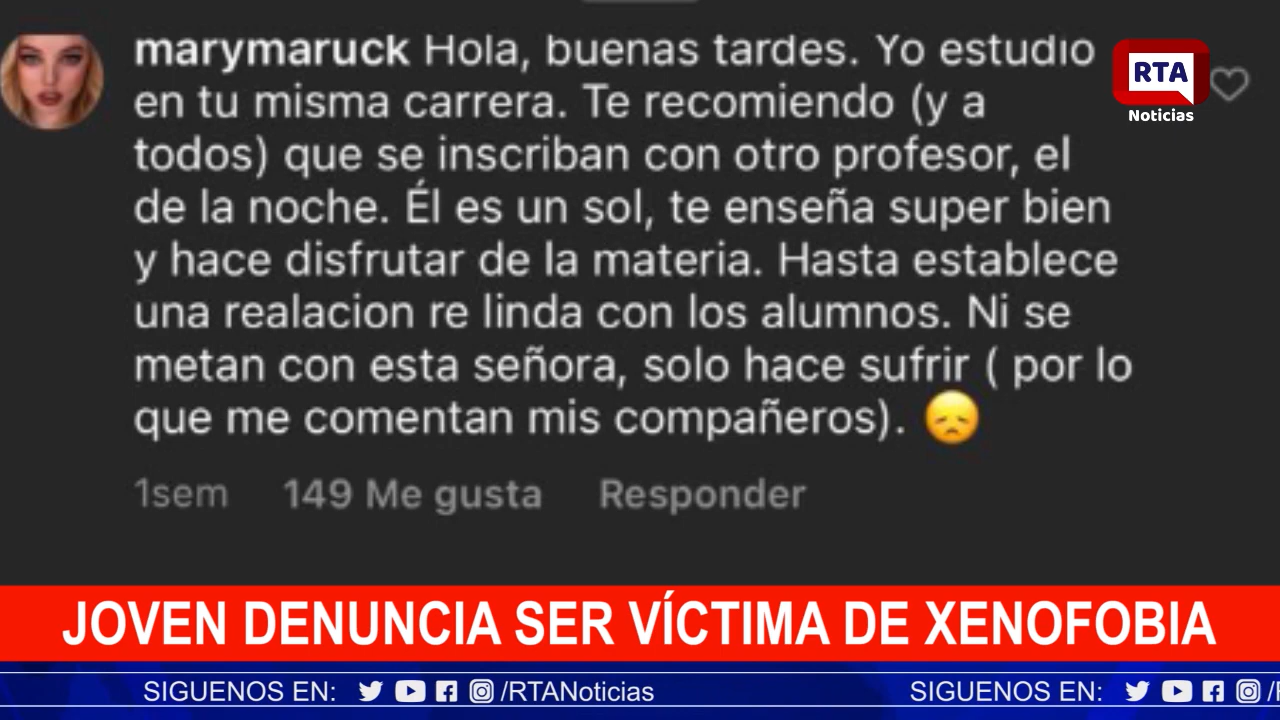 marymaruck Hola, buenas tardes. Yo estudio
en tu misma carrera. Te recomiendo (y a
todos) que se inscriban con otro profesor, el
de la noche. Él es un sol, te enseña super bien
y hace disfrutar de la materia. Hasta establece
una realacion re linda con los alumnos. Ni se
metan con esta señora, solo hace sufrir ( por lo
que me comentan mis compañeros). 😞
1sem 149 Me gusta Responder
RTA
Noticias
JOVEN DENUNCIA SER VÍCTIMA DE XENOFOBIA
SIGUENOS EN: /RTANoticias SIGUENOS EN: /R